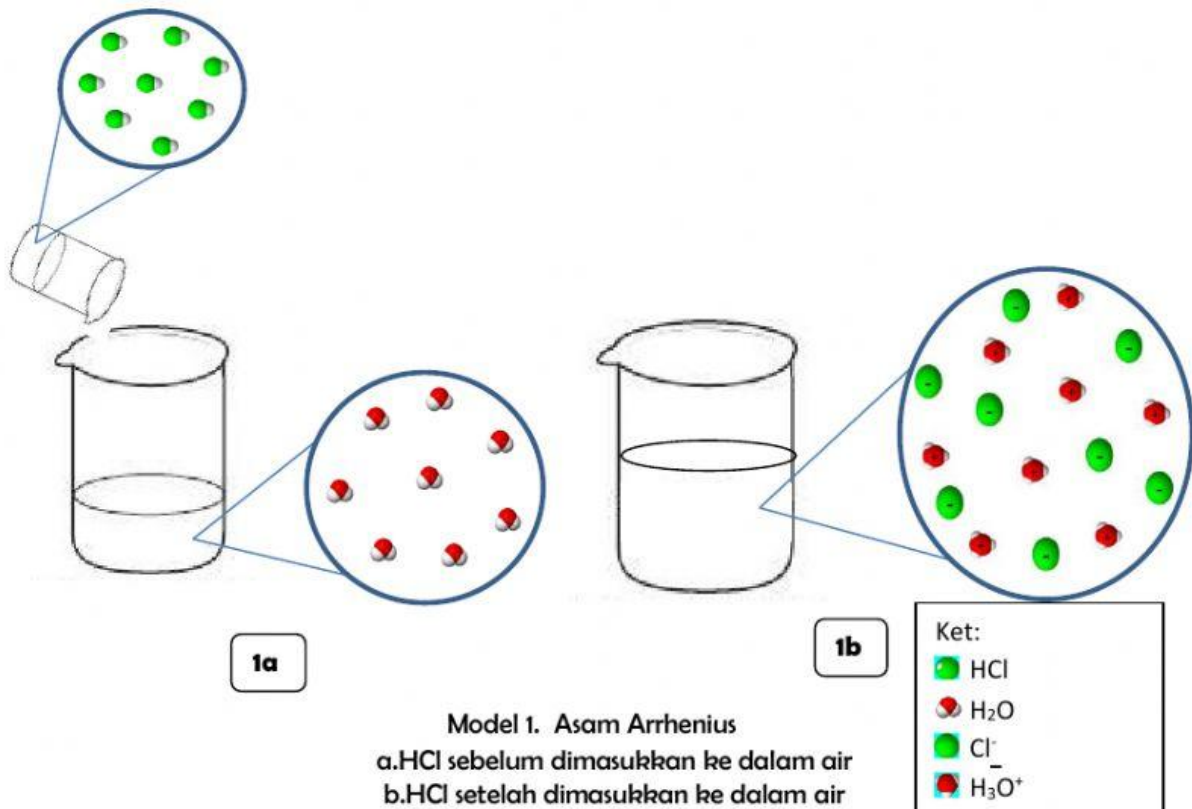 1a
1b
Ket:
HCl
H₂O
Cl⁻
H₃O⁺
Model 1. Asam Arrhenius
a.HCl sebelum dimasukkan ke dalam air
b.HCl setelah dimasukkan ke dalam air